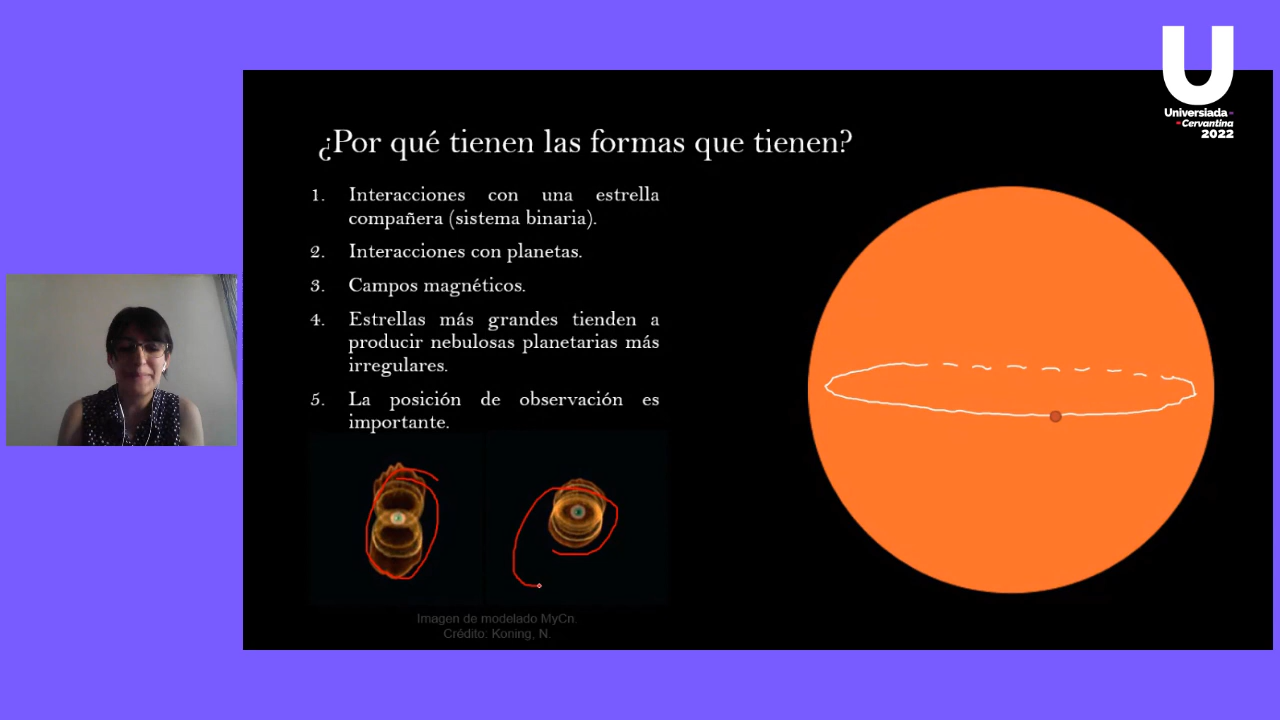 U
Universiada-
-Cervantina
2022
¿Por qué tienen las formas que tienen?
1. Interacciones con una estrella
compañera (sistema binaria).
2. Interacciones con planetas.
3. Campos magnéticos.
4. Estrellas más grandes tienden a
producir nebulosas planetarias más
irregulares.
5. La posición de observación es
importante.
Imagen de modelado MyCn.
Crédito: Koning, N.